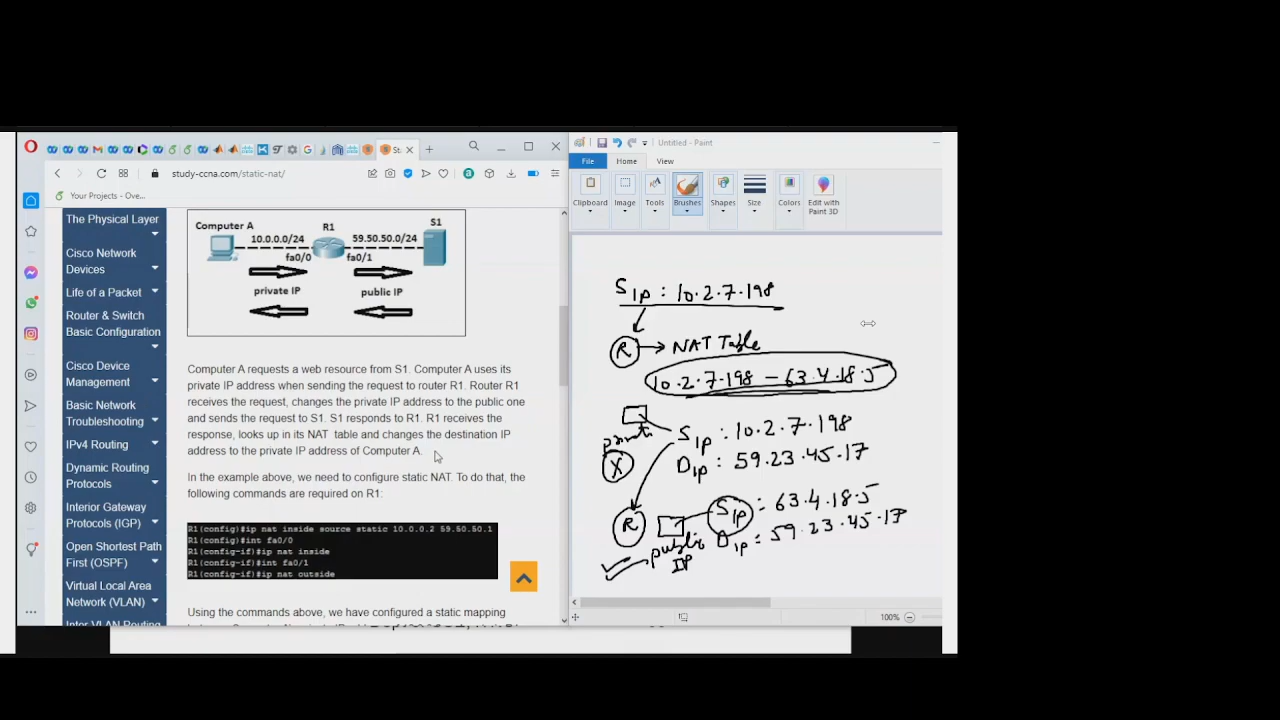 St.
study-ccna.com/static-nat/
Your Projects - Ove...
The Physical Layer
Cisco Network
Devices
Life of a Packet
Router & Switch
Basic Configuration
Cisco Device
Management
Basic Network
Troubleshooting
IPv4 Routing
Dynamic Routing
Protocols
Interior Gateway
Protocols (IGP)
Open Shortest Path
First (OSPF)
Virtual Local Area
Network (VLAN)
Inter VLAN Routing
Computer A
R1
S1
10.0.0.0/24
59.50.50.0/24
fa0/0
fa0/1
private IP
public IP
Computer A requests a web resource from S1. Computer A uses its
private IP address when sending the request to router R1. Router R1
receives the request, changes the private IP address to the public one
and sends the request to S1. S1 responds to R1. R1 receives the
response, looks up in its NAT table and changes the destination IP
address to the private IP address of Computer A.
In the example above, we need to configure static NAT. To do that, the
following commands are required on R1:
R1(config)#ip nat inside source static 10.0.0.2 59.50.50.1
R1(config)#int fa0/0
R1(config-if)#ip nat inside
R1(config-if)#int fa0/1
R1(config-if)#ip nat outside
Using the commands above, we have configured a static mapping
Untitled - Paint
File
Home
View
Clipboard
Image
Tools
Brushes
Shapes
Size
Colors
Edit with
Paint 3D
SIP : 10.2.7.198
R → NAT Table
10.2.7.198 - 63.4.18.5
SIP : 10.2.7.198
DIP : 59.23.45.17
X
SIP : 63.4.18.5
R
DIP : 59.23.45.17
public
IP
100%